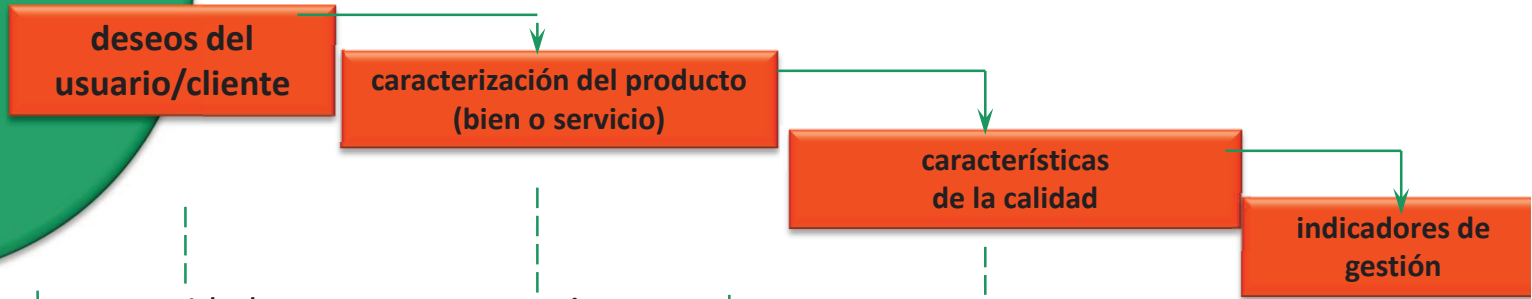 deseos del
usuario/cliente
caracterización del producto
(bien o servicio)
características
de la calidad
indicadores de
gestión